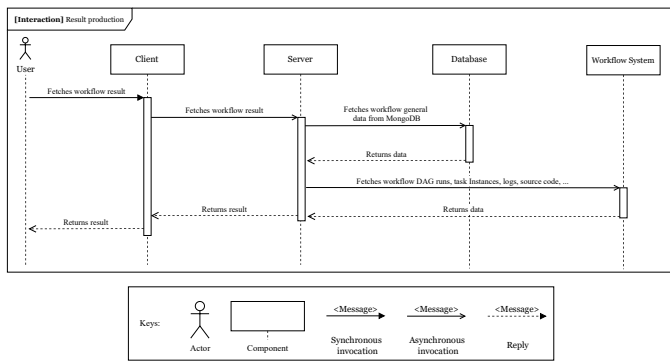 [Interaction] Result production
User
Client
Server
Database
Workflow System
Fetches workflow result
Fetches workflow result
Fetches workflow general
data from MongoDB
Returns data
Fetches workflow DAG runs, task instances, logs, source code, ...
Returns data
Returns result
Returns result
Keys:
Actor
Component
<Message>
Synchronous
invocation
<Message>
Asynchronous
invocation
<Message>
Reply